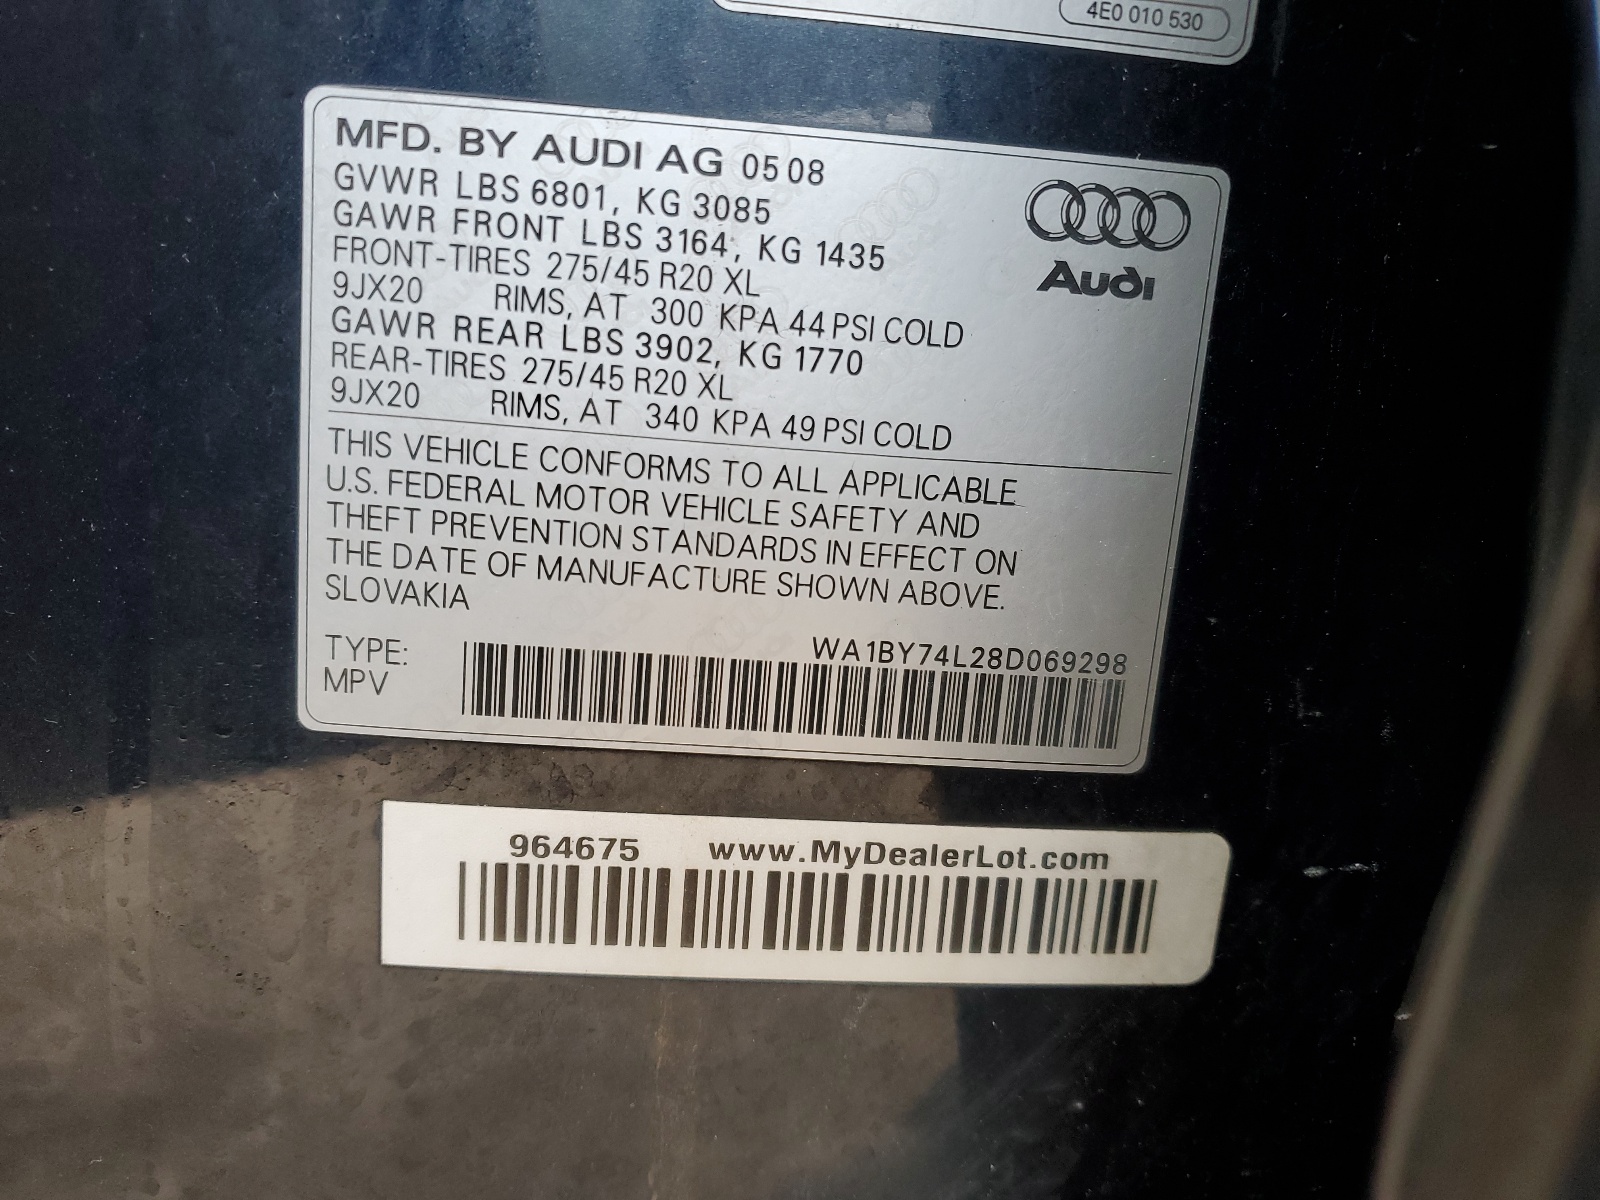 4E0 010 530
MFD. BY AUDI AG 05 08
GVWR LBS 6801, KG 3085
GAWR FRONT LBS 3164, KG 1435
FRONT-TIRES 275/45 R20 XL
9JX20 RIMS, AT 300 KPA 44 PSI COLD
GAWR REAR LBS 3902, KG 1770
REAR-TIRES 275/45 R20 XL
9JX20 RIMS, AT 340 KPA 49 PSI COLD
Audi
THIS VEHICLE CONFORMS TO ALL APPLICABLE
U.S. FEDERAL MOTOR VEHICLE SAFETY AND
THEFT PREVENTION STANDARDS IN EFFECT ON
THE DATE OF MANUFACTURE SHOWN ABOVE.
SLOVAKIA
TYPE: WA1BY74L28D069298
MPV
964675 www.MyDealerLot.com